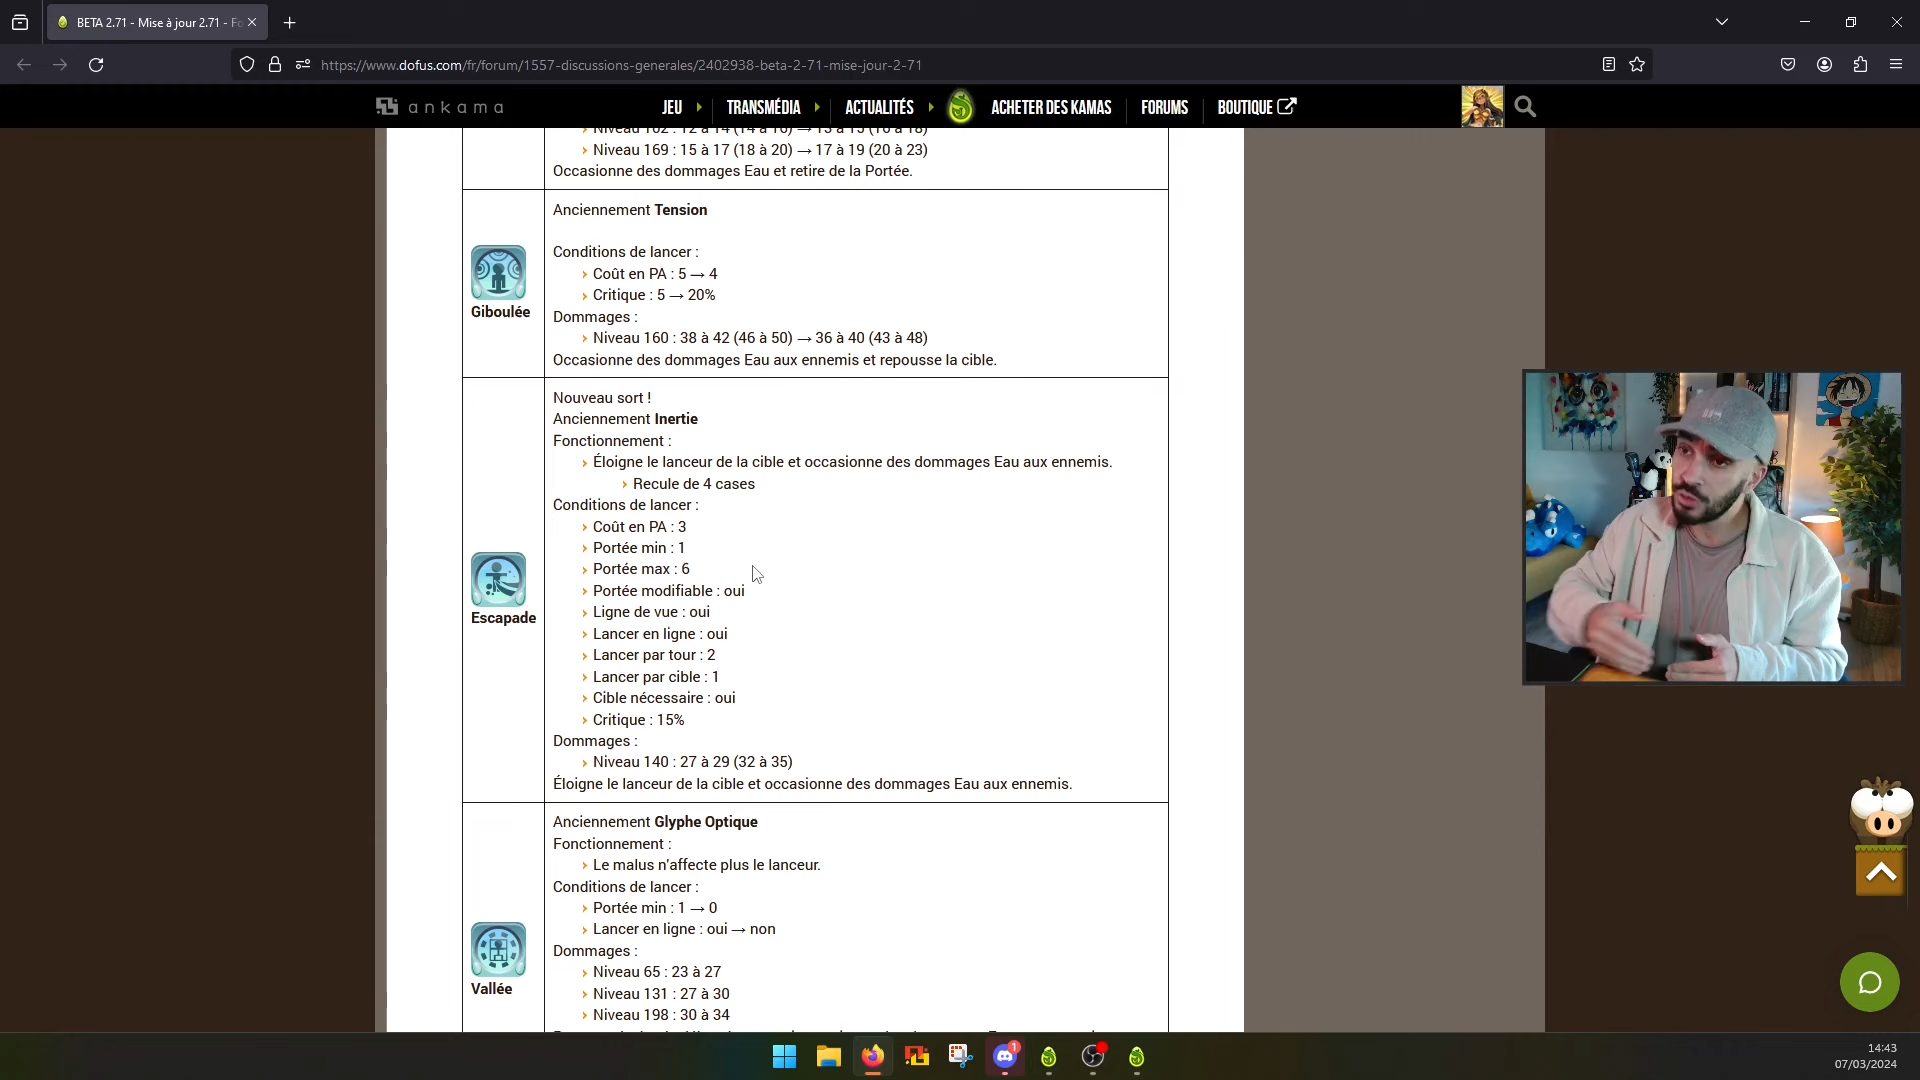 BETA 2.71 - Mise à jour 2.71 - Fo
https://www.dofus.com/fr/forum/1557-discussions-generales/2402938-beta-2-71-mise-jour-2-71
ankama
JEU
TRANSMÉDIA
ACTUALITÉS
ACHETER DES KAMAS
FORUMS
BOUTIQUE
Niveau 162 : 12 à 14 (14 à 16) → 13 à 15 (16 à 18)
Niveau 169 : 15 à 17 (18 à 20) → 17 à 19 (20 à 23)
Occasionne des dommages Eau et retire de la Portée.
Anciennement Tension
Conditions de lancer :
Coût en PA : 5 → 4
Critique : 5 → 20%
Giboulée
Dommages :
Niveau 160 : 38 à 42 (46 à 50) → 36 à 40 (43 à 48)
Occasionne des dommages Eau aux ennemis et repousse la cible.
Nouveau sort !
Anciennement Inertie
Fonctionnement :
Éloigne le lanceur de la cible et occasionne des dommages Eau aux ennemis.
Recule de 4 cases
Conditions de lancer :
Coût en PA : 3
Portée min : 1
Portée max : 6
Portée modifiable : oui
Escapade
Ligne de vue : oui
Lancer en ligne : oui
Lancer par tour : 2
Lancer par cible : 1
Cible nécessaire : oui
Critique : 15%
Dommages :
Niveau 140 : 27 à 29 (32 à 35)
Éloigne le lanceur de la cible et occasionne des dommages Eau aux ennemis.
Anciennement Glyphe Optique
Fonctionnement :
Le malus n'affecte plus le lanceur.
Conditions de lancer :
Portée min : 1 → 0
Lancer en ligne : oui → non
Dommages :
Niveau 65 : 23 à 27
Vallée
Niveau 131 : 27 à 30
Niveau 198 : 30 à 34
1
14:43
07/03/2024